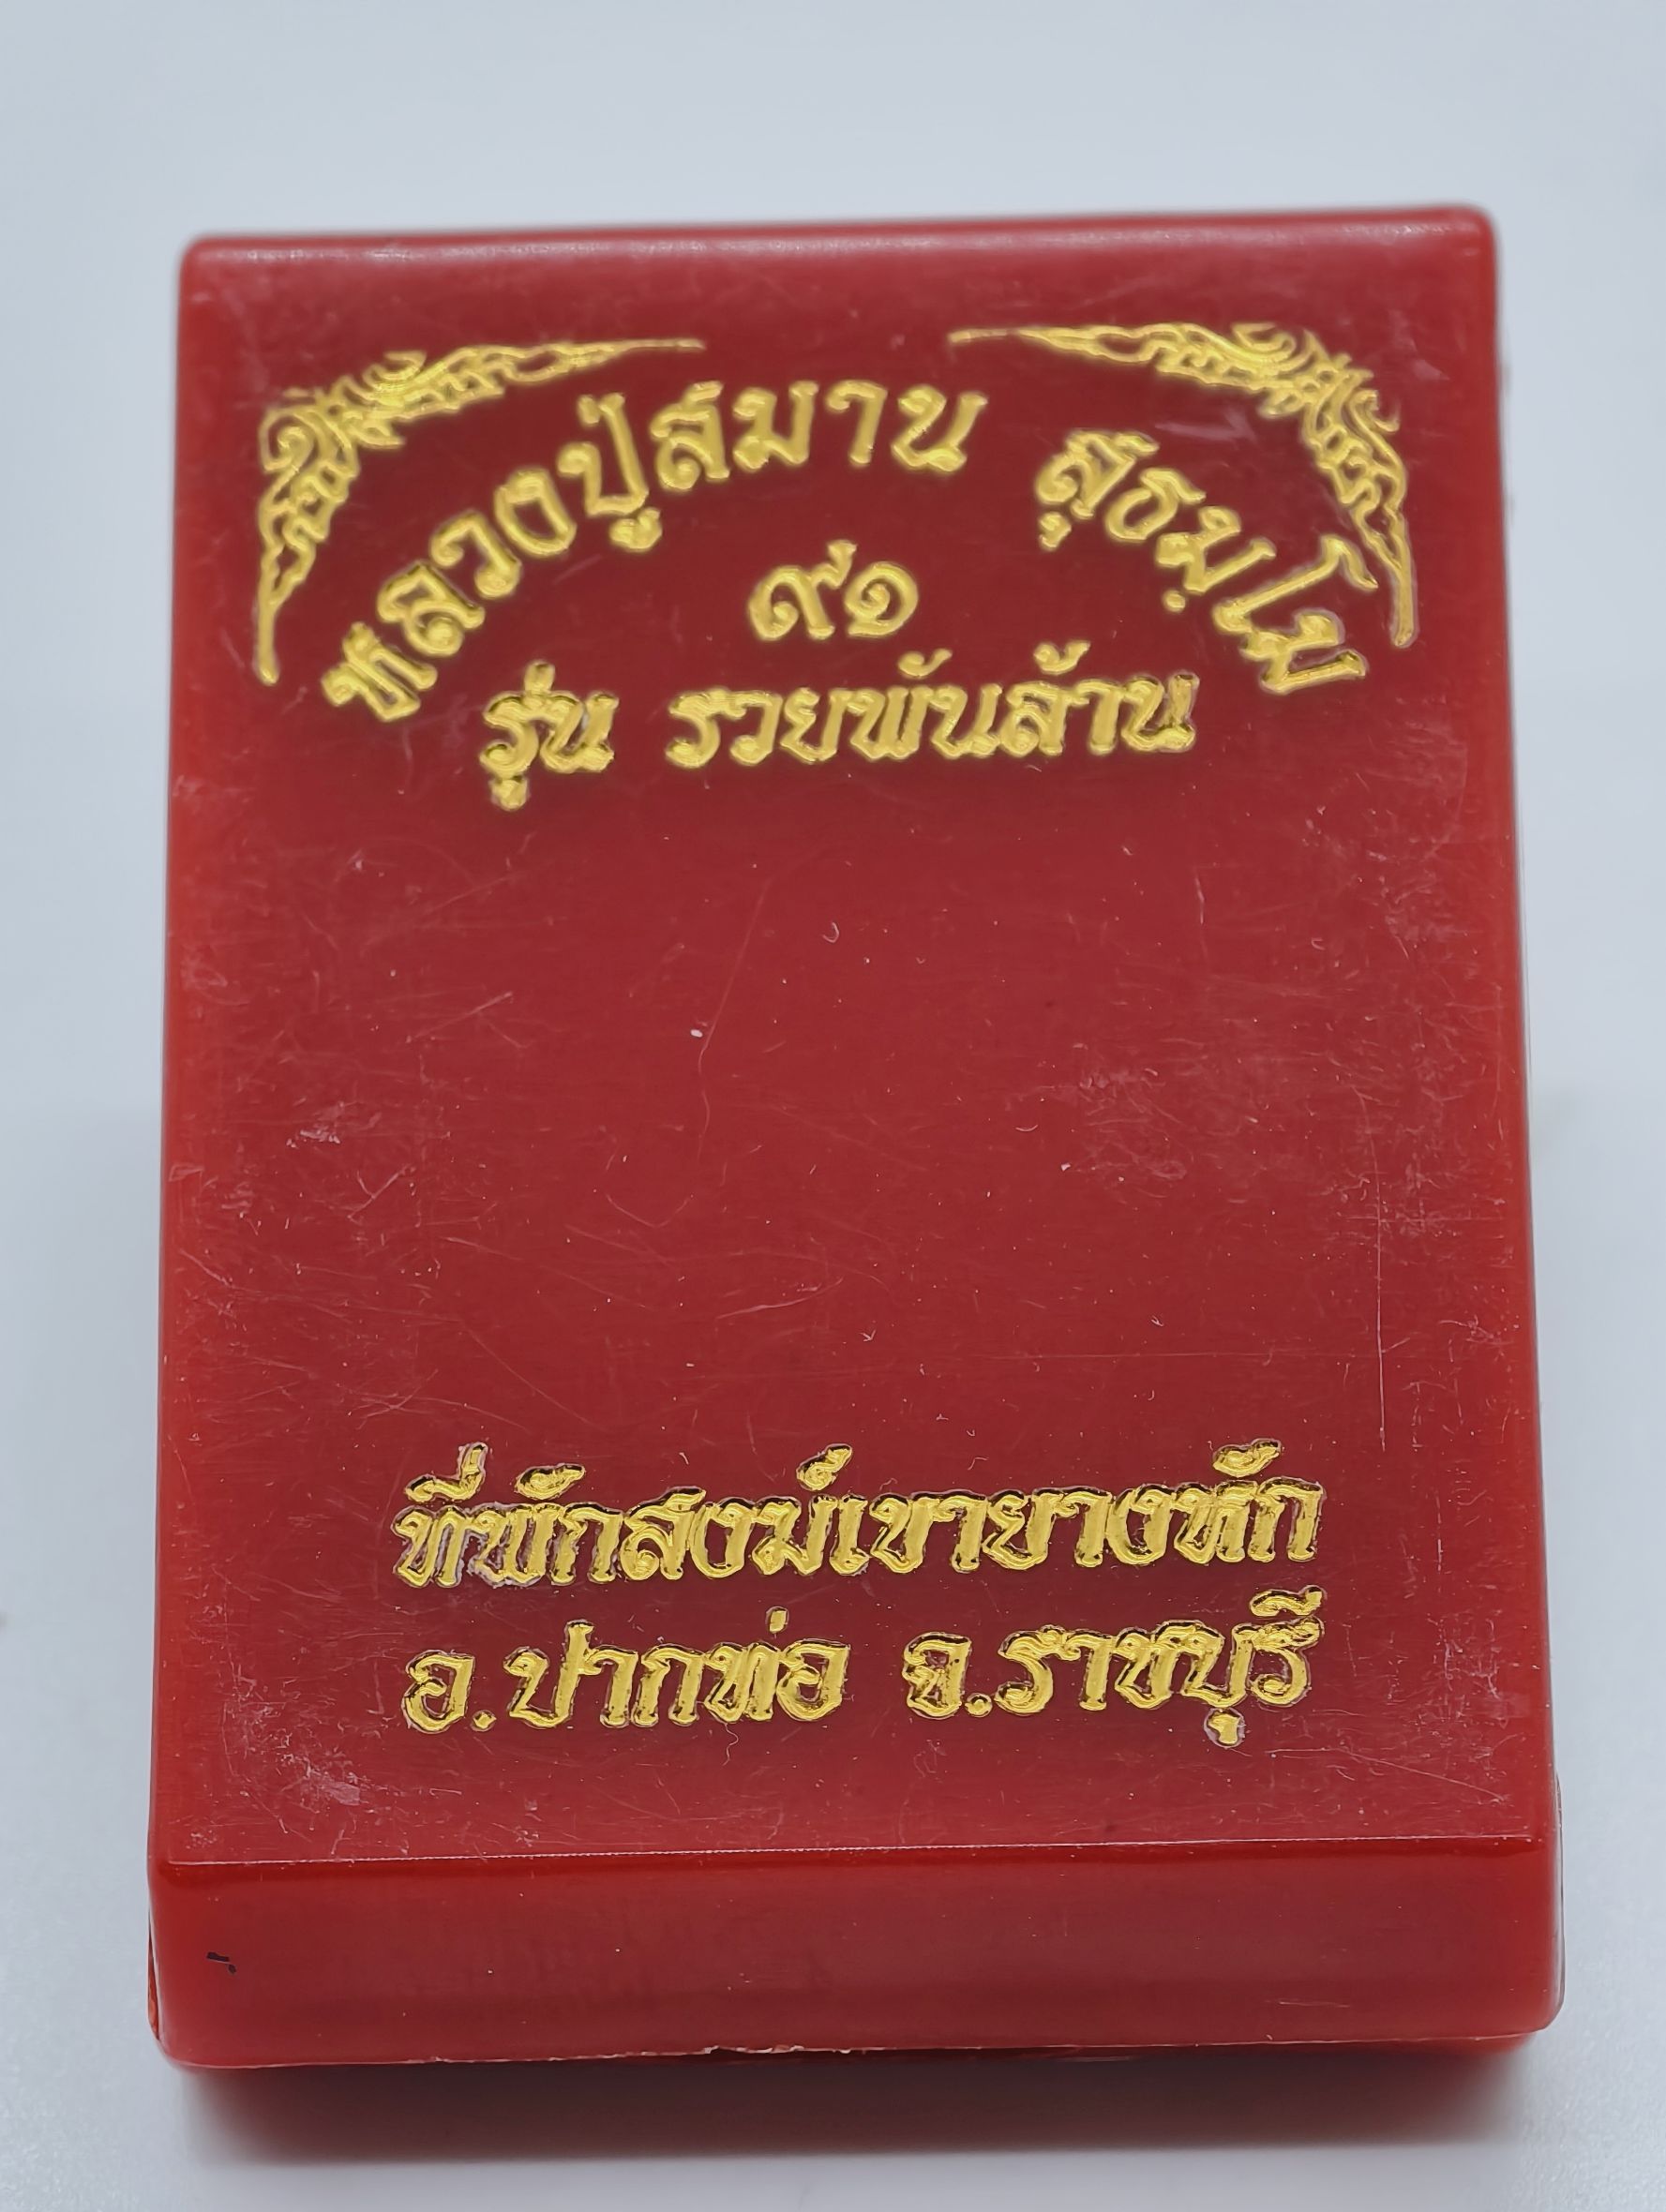 หลวงปู่สมาน สุธมฺโม
๙๑
รุ่น รวยพันล้าน
ที่พักสงฆ์เขายางหัก
อ.ปากท่อ จ.ราชบุรี